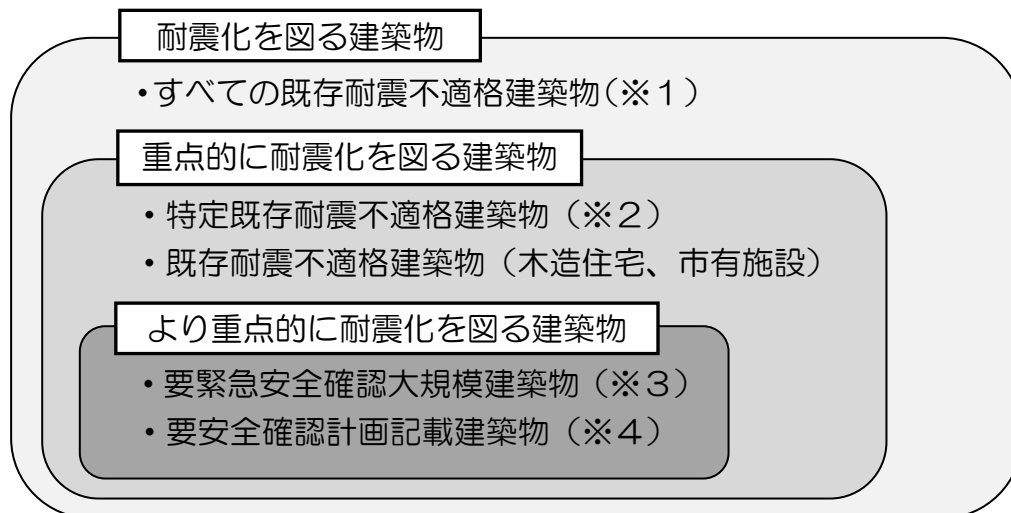 耐震化を図る建築物
・すべての既存耐震不適格建築物(※1)
重点的に耐震化を図る建築物
・特定既存耐震不適格建築物（※2）
・既存耐震不適格建築物（木造住宅、市有施設）
より重点的に耐震化を図る建築物
・要緊急安全確認大規模建築物（※3）
・要安全確認計画記載建築物（※4）